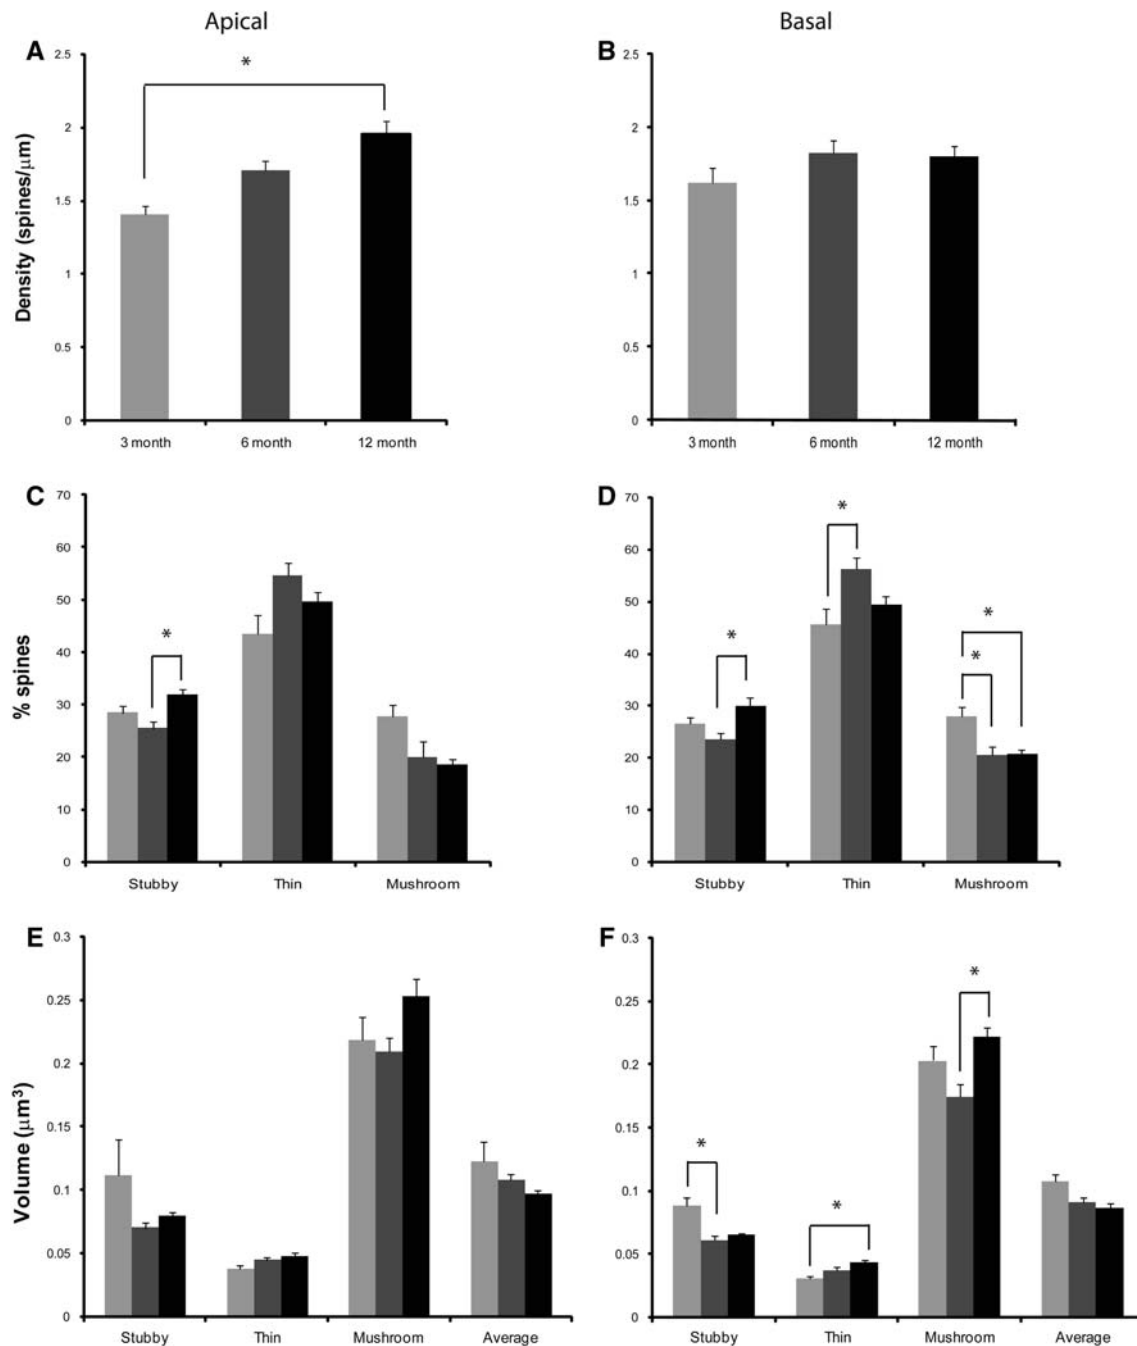 Apical
Basal
A
B
Density (spines/μm)
2.5
2
1.5
1
0.5
0
*
3 month
6 month
12 month
2.5
2
1.5
1
0.5
0
3 month
6 month
12 month
C
D
% spines
70
60
50
40
30
20
10
0
*
Stubby
Thin
Mushroom
70
60
50
40
30
20
10
0
*
*
*
*
Stubby
Thin
Mushroom
E
F
Volume (μm³)
0.3
0.25
0.2
0.15
0.1
0.05
0
Stubby
Thin
Mushroom
Average
0.3
0.25
0.2
0.15
0.1
0.05
0
*
*
*
Stubby
Thin
Mushroom
Average